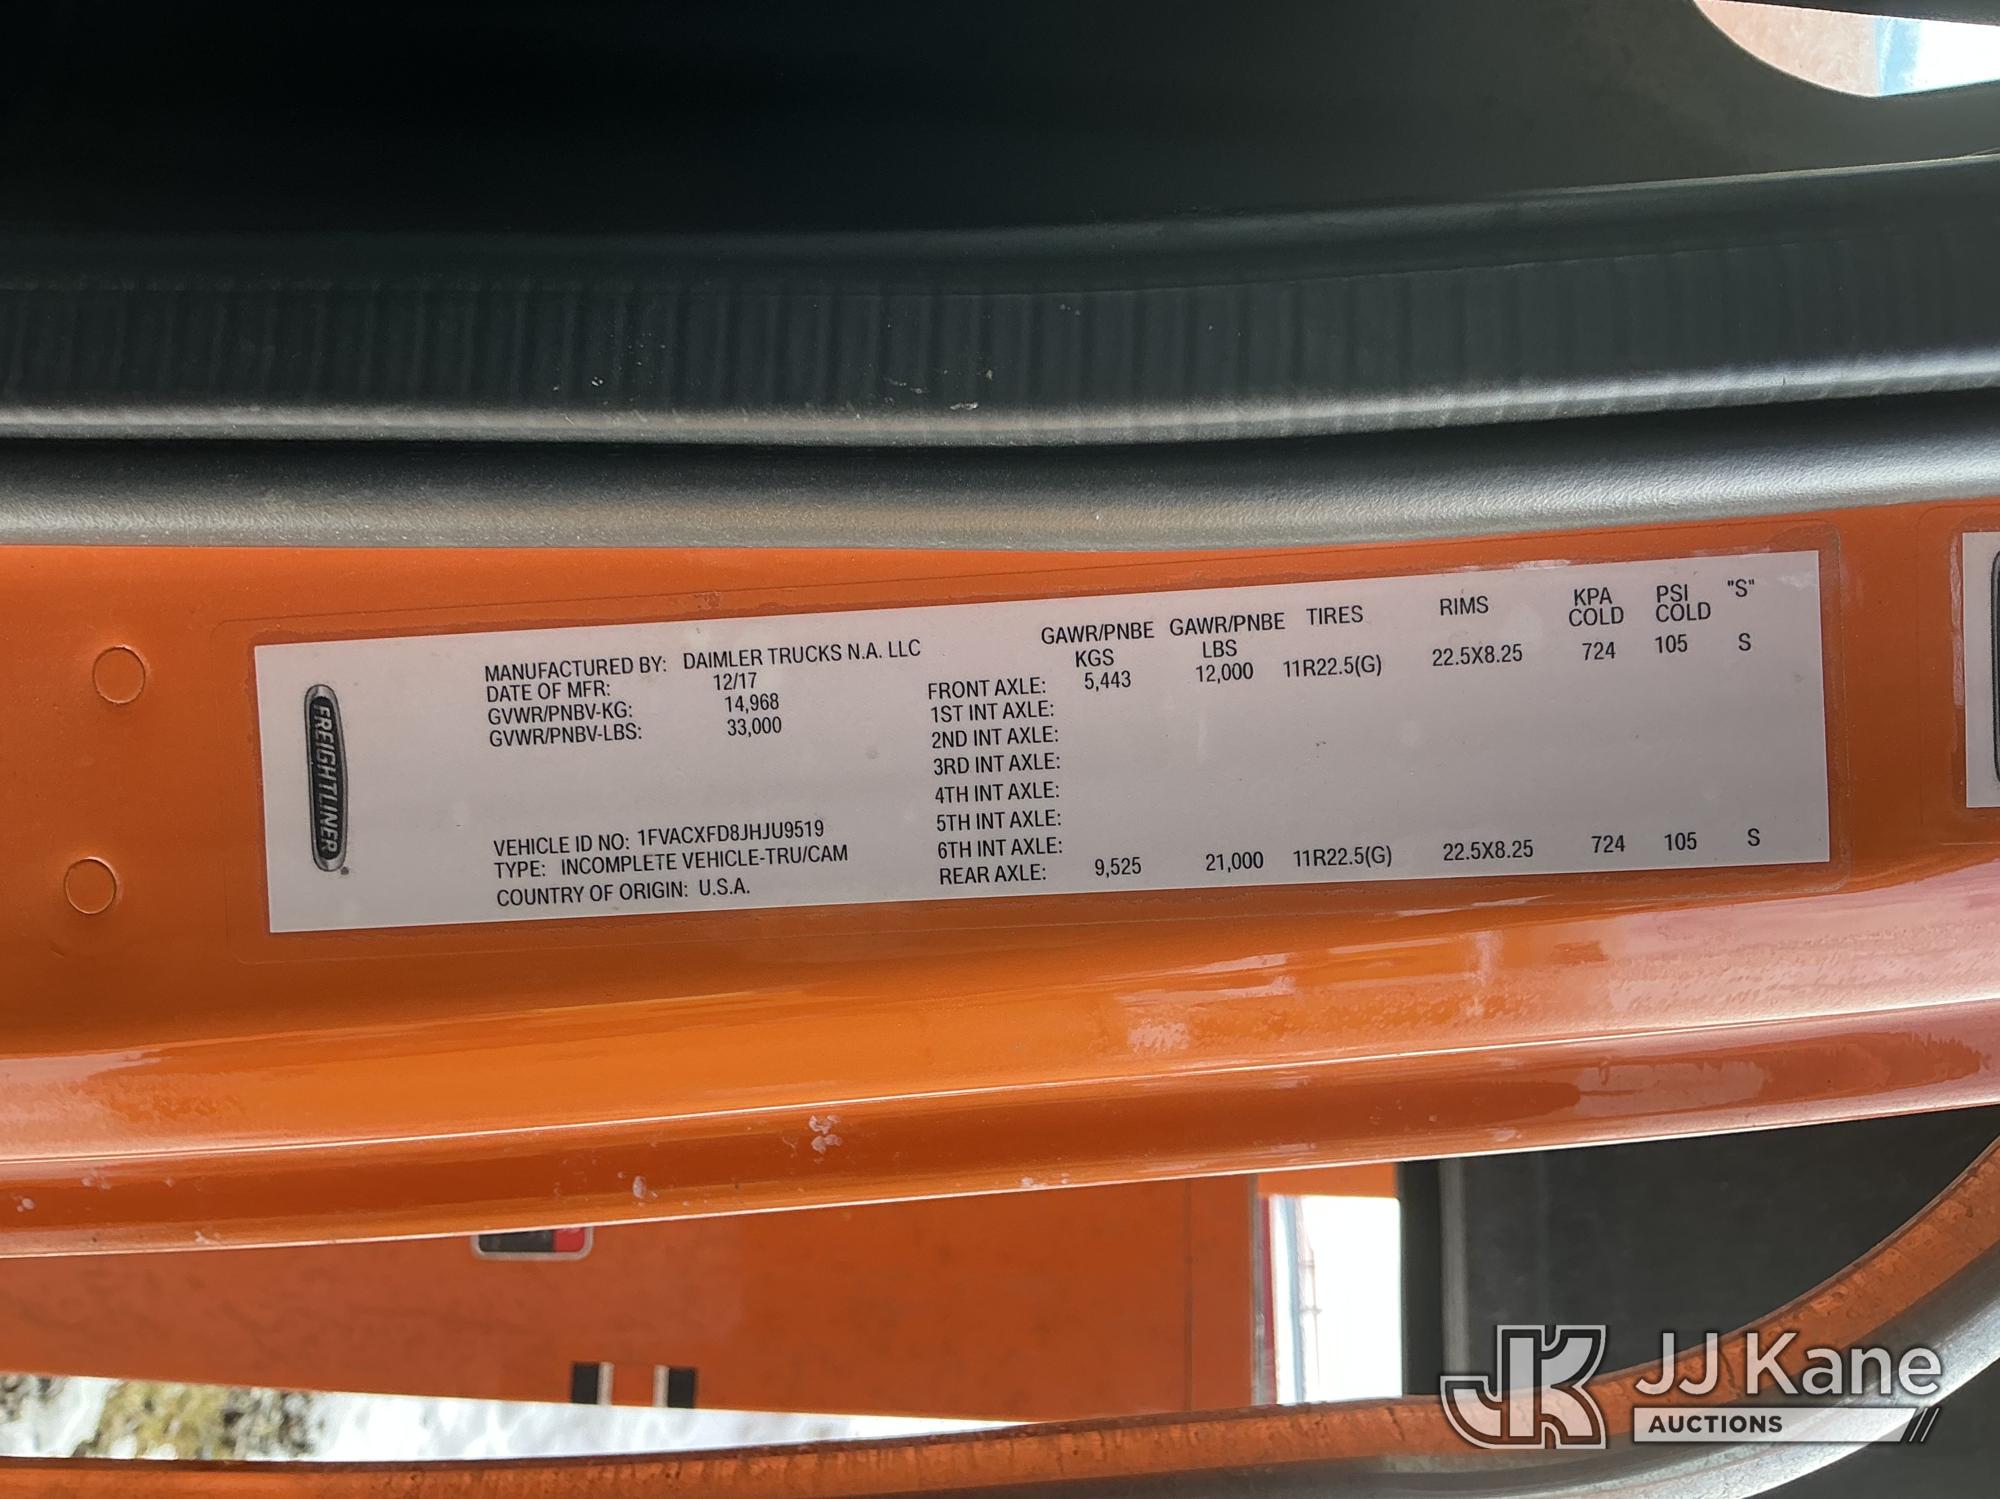 FREIGHTLINER
MANUFACTURED BY: DAIMLER TRUCKS N.A. LLC
DATE OF MFR: 12/17
GVWR/PNBV-KG: 14,968
GVWR/PNBV-LBS: 33,000
VEHICLE ID NO: 1FVACXFD8JHJU9519
TYPE: INCOMPLETE VEHICLE-TRU/CAM
COUNTRY OF ORIGIN: U.S.A.
GAWR/PNBE KGS GAWR/PNBE LBS TIRES RIMS KPA COLD PSI COLD "S"
FRONT AXLE: 5,443 12,000 11R22.5(G) 22.5X8.25 724 105 S
1ST INT AXLE:
2ND INT AXLE:
3RD INT AXLE:
4TH INT AXLE:
5TH INT AXLE:
6TH INT AXLE:
REAR AXLE: 9,525 21,000 11R22.5(G) 22.5X8.25 724 105 S
JK JJ Kane
AUCTIONS